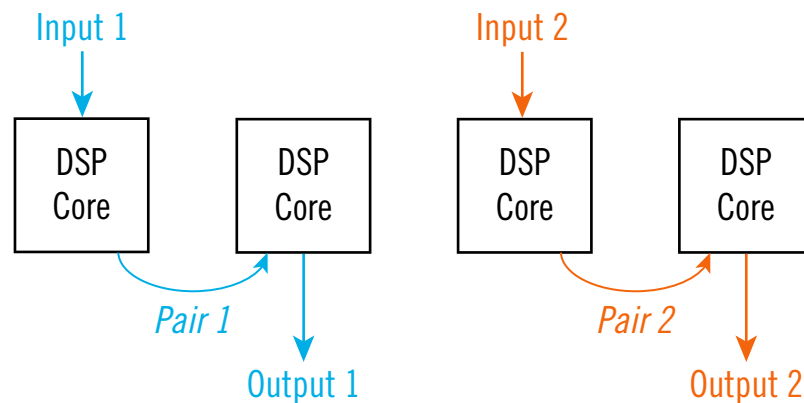 Input 1
Input 2
DSP
Core
DSP
Core
DSP
Core
DSP
Core
Pair 1
Pair 2
Output 1
Output 2